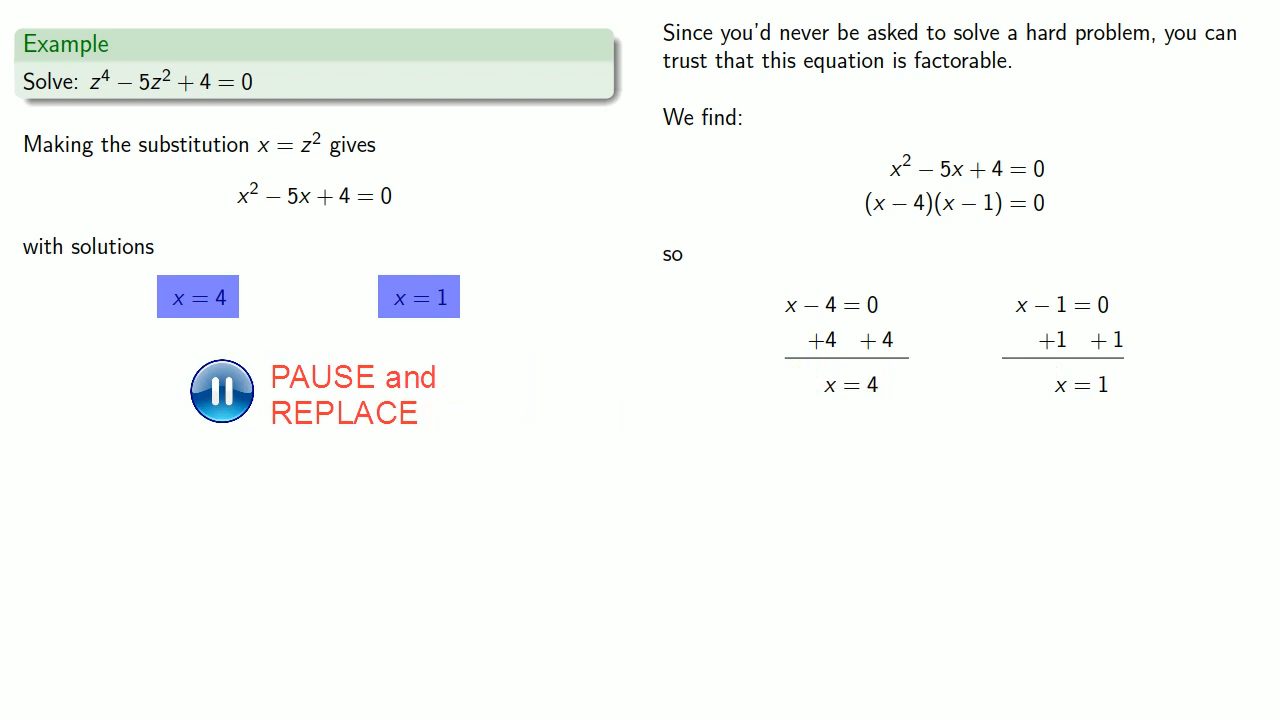 Example
Solve: z⁴ − 5z² + 4 = 0
Making the substitution x = z² gives
x² − 5x + 4 = 0
with solutions
x = 4 x = 1
PAUSE and
REPLACE
Since you'd never be asked to solve a hard problem, you can
trust that this equation is factorable.
We find:
x² − 5x + 4 = 0
(x − 4)(x − 1) = 0
so
x − 4 = 0 x − 1 = 0
+4 + 4 +1 + 1
x = 4 x = 1